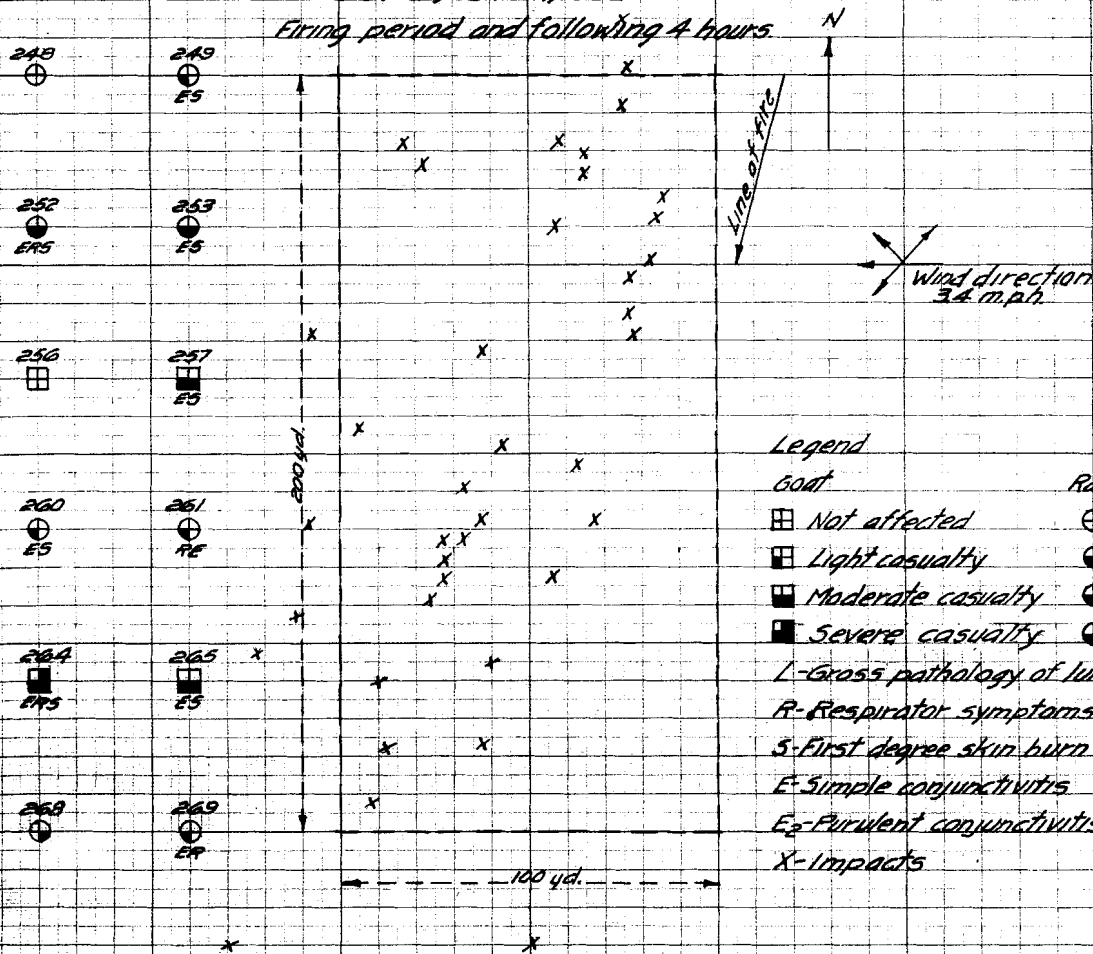 Firing period and following 4 hours
N
248 249
ES
Line of fire
252 253
ERS ES
Wind direction
3.4 m.p.h.
256 257
ES
200 yd.
260 261
ES RE
264 265
ERS ES
268 269
ER
100 yd.
Legend
Goat
Not affected
Light casualty
Moderate casualty
Severe casualty
L-Gross pathology of
R-Respirator symptoms
S-First degree skin burn
E-Simple conjunctivitis
E2-Purulent conjunctivitis
X-Impacts